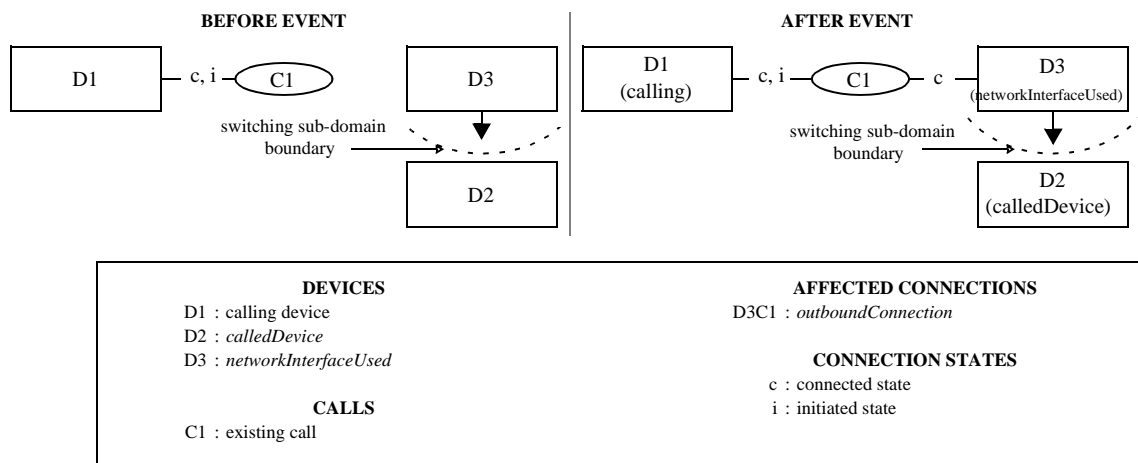 BEFORE EVENT
D1
c, i
C1
D3
switching sub-domain
boundary
D2
AFTER EVENT
D1
(calling)
c, i
C1
c
D3
(networkInterfaceUsed)
switching sub-domain
boundary
D2
(calledDevice)
DEVICES
D1 : calling device
D2 : calledDevice
D3 : networkInterfaceUsed
CALLS
C1 : existing call
AFFECTED CONNECTIONS
D3C1 : outboundConnection
CONNECTION STATES
c : connected state
i : initiated state